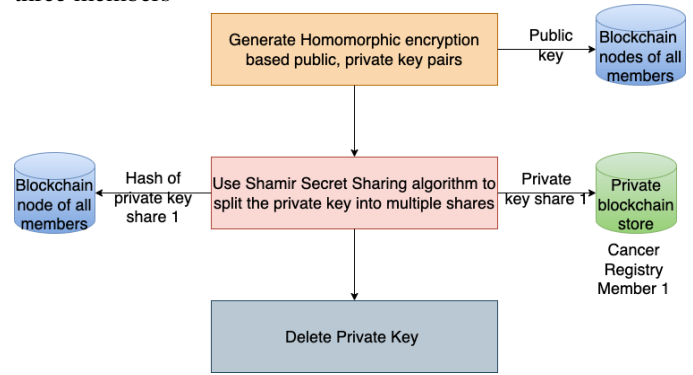 three members
Generate Homomorphic encryption
based public, private key pairs
Public
key
Blockchain
nodes of all
members
Blockchain
node of all
members
Hash of
private key
share 1
Use Shamir Secret Sharing algorithm to
split the private key into multiple shares
Private
key share 1
Private
blockchain
store
Cancer
Registry
Member 1
Delete Private Key